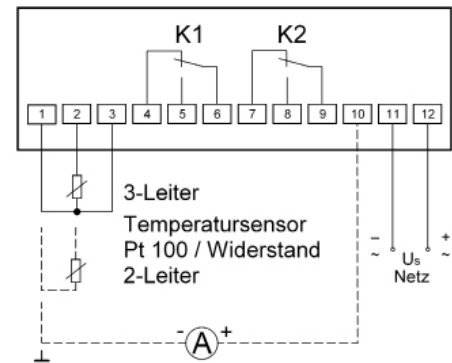 K1 K2
1 2 3 4 5 6 7 8 9 10 11 12
3-Leiter
Temperatursensor
Pt 100 / Widerstand
2-Leiter
– +
~ Us ~
Netz
- A +